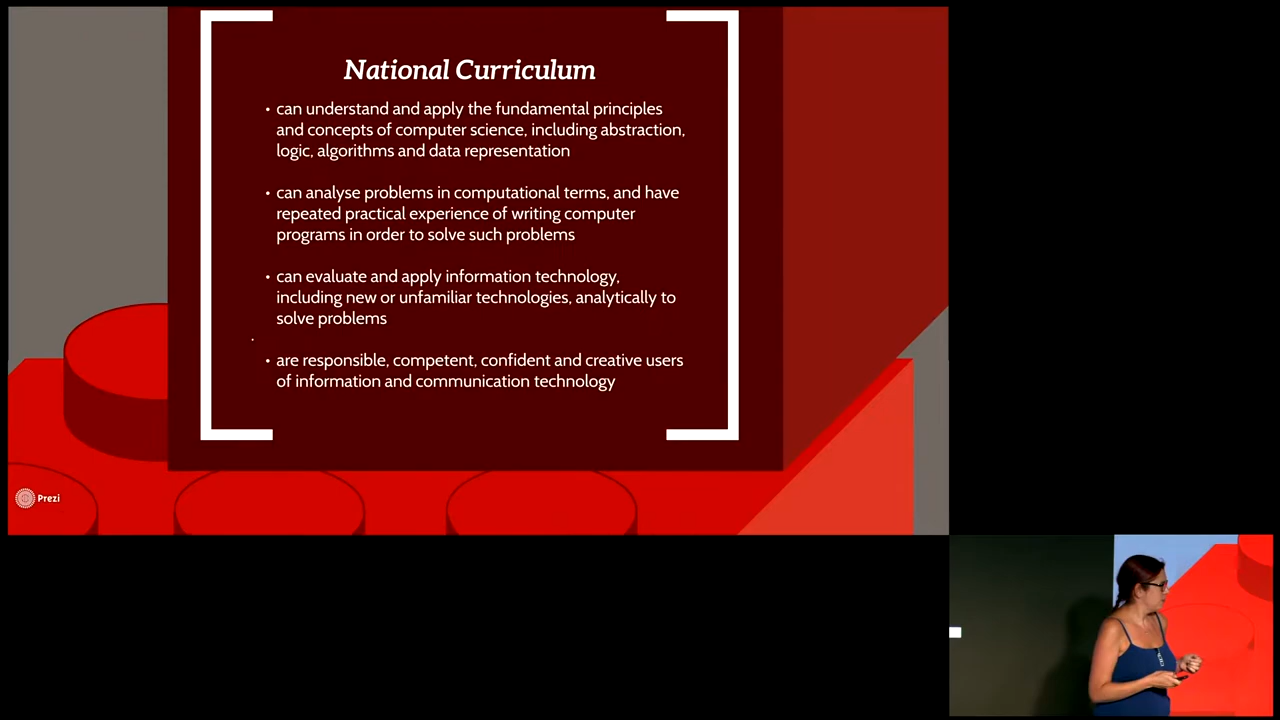 National Curriculum
• can understand and apply the fundamental principles
and concepts of computer science, including abstraction,
logic, algorithms and data representation
• can analyse problems in computational terms, and have
repeated practical experience of writing computer
programs in order to solve such problems
• can evaluate and apply information technology,
including new or unfamiliar technologies, analytically to
solve problems
• are responsible, competent, confident and creative users
of information and communication technology
Prezi